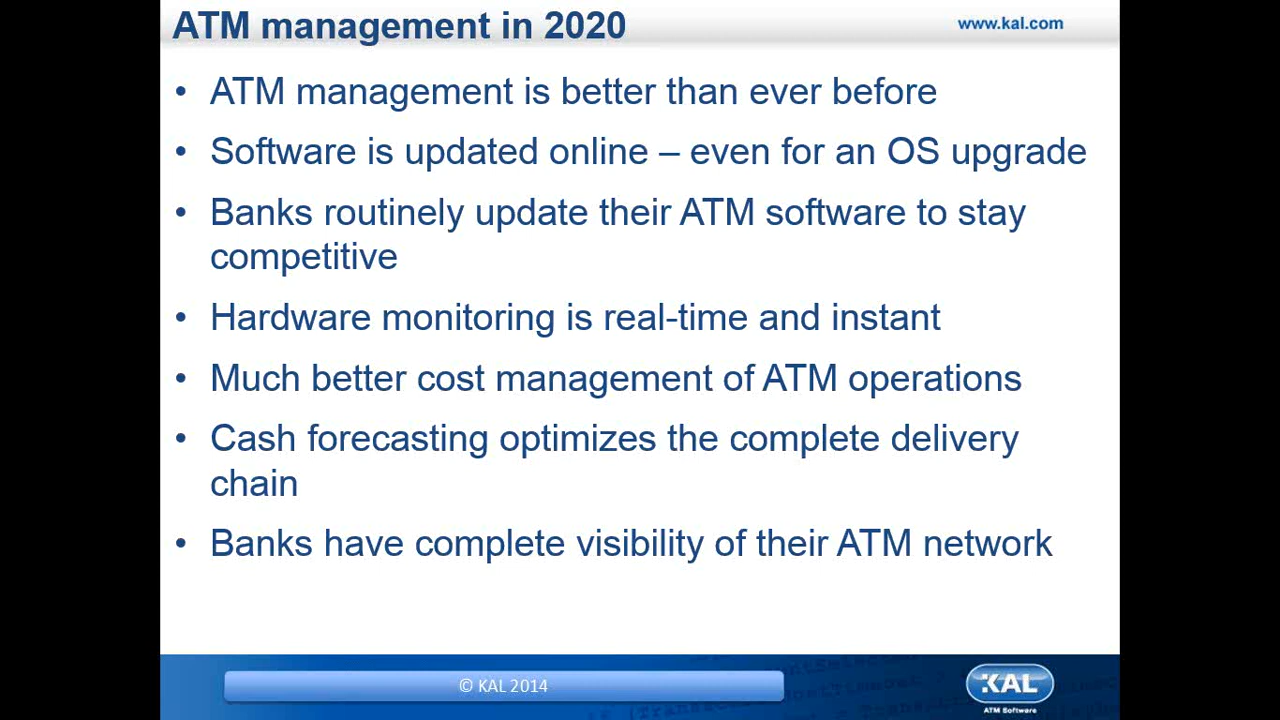 ATM management in 2020
www.kal.com
• ATM management is better than ever before
• Software is updated online – even for an OS upgrade
• Banks routinely update their ATM software to stay
competitive
• Hardware monitoring is real-time and instant
• Much better cost management of ATM operations
• Cash forecasting optimizes the complete delivery
chain
• Banks have complete visibility of their ATM network
© KAL 2014
KAL
ATM Software